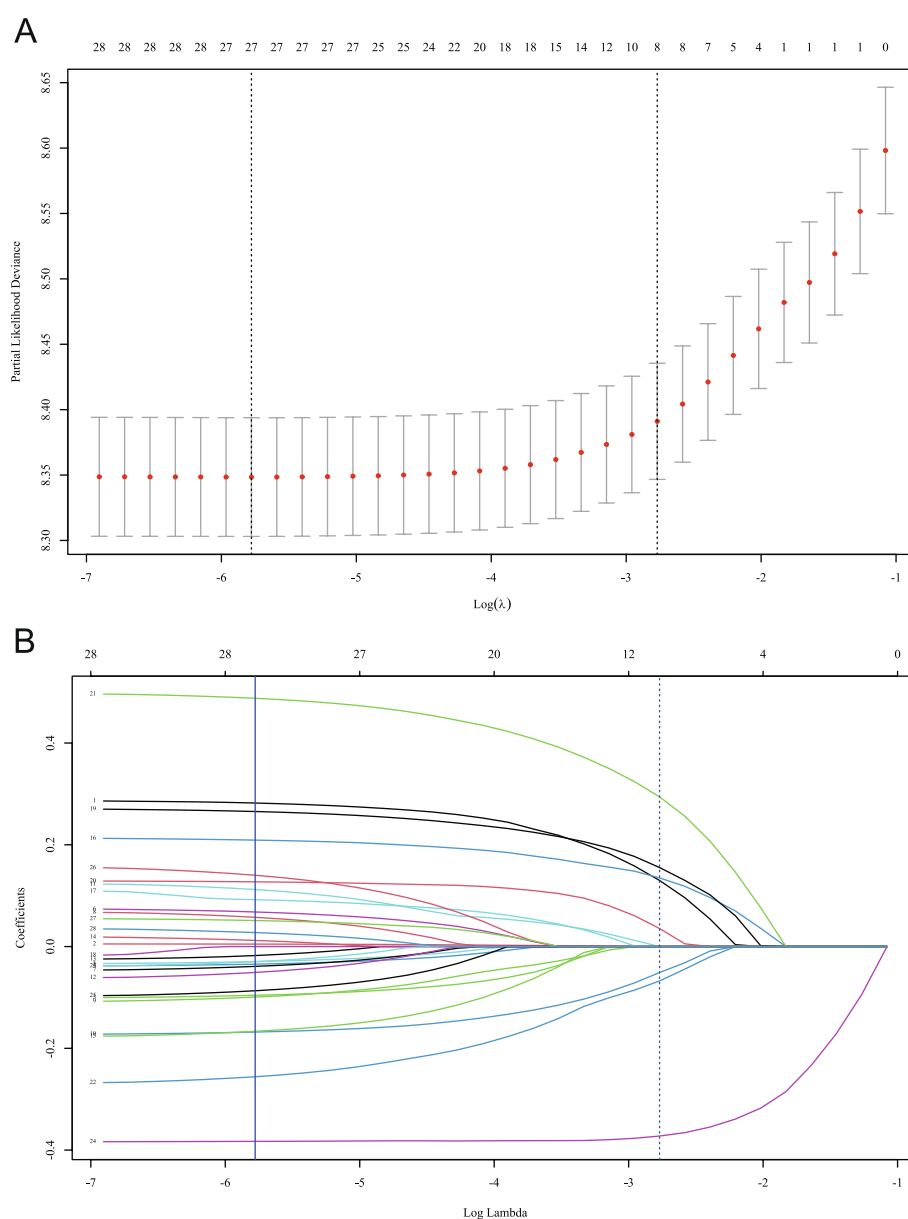 A
28 28 28 28 28 27 27 27 27 27 27 25 25 24 22 20 18 18 15 14 12 10 8 8 7 5 4 1 1 1 1 0
8.65
8.60
8.55
8.50
8.45
8.40
8.35
8.30
Partial Likelihood Deviance
-7 -6 -5 -4 -3 -2 -1
Log(λ)
B
28 28 27 20 10 4 0
21
0.4
1
19
16
0.2
26
20
17
27
28
14
2
0.0
Coefficients
18
12
9
-0.2
22
24
-0.4
-7 -6 -5 -4 -3 -2 -1
Log Lambda